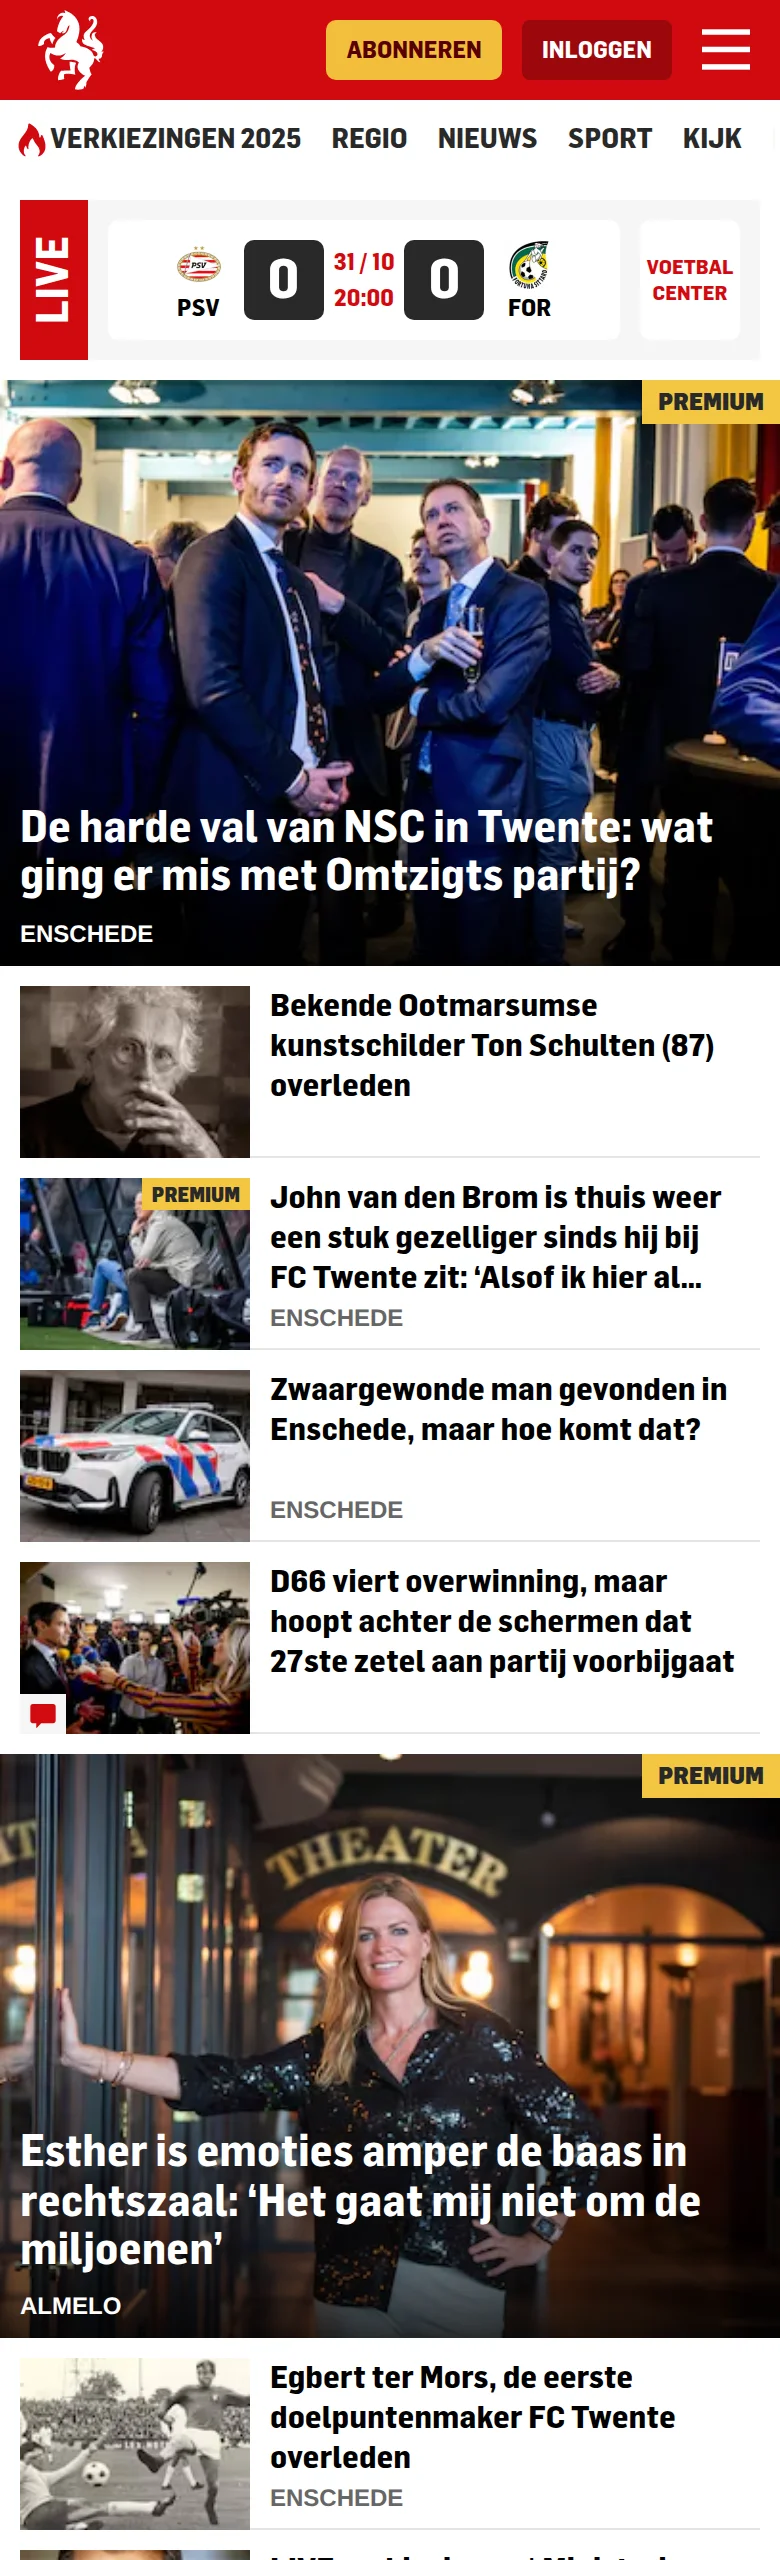 ABONNEREN
INLOGGEN
VERKIEZINGEN 2025 REGIO NIEUWS SPORT KIJK
LIVE
PSV
0
31 / 10
20:00
0
FOR
VOETBAL
CENTER
PREMIUM
De harde val van NSC in Twente: wat
ging er mis met Omtzigts partij?
ENSCHEDE
Bekende Ootmarsumse
kunstschilder Ton Schulten (87)
overleden
PREMIUM
John van den Brom is thuis weer
een stuk gezelliger sinds hij bij
FC Twente zit: ‘Alsof ik hier al...
ENSCHEDE
Zwaargewonde man gevonden in
Enschede, maar hoe komt dat?
ENSCHEDE
D66 viert overwinning, maar
hoopt achter de schermen dat
27ste zetel aan partij voorbijgaat
PREMIUM
THEATER
Esther is emoties amper de baas in
rechtszaal: ‘Het gaat mij niet om de
miljoenen’
ALMELO
Egbert ter Mors, de eerste
doelpuntenmaker FC Twente
overleden
ENSCHEDE